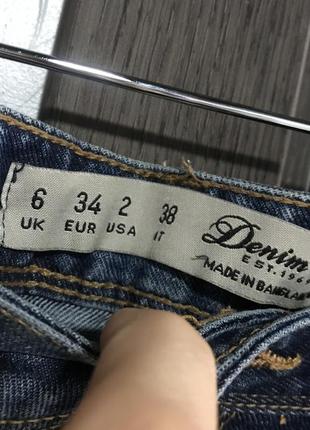 6 34 2 38
UK EUR USA IT
Denim
EST. 196
MADE IN BANGLA